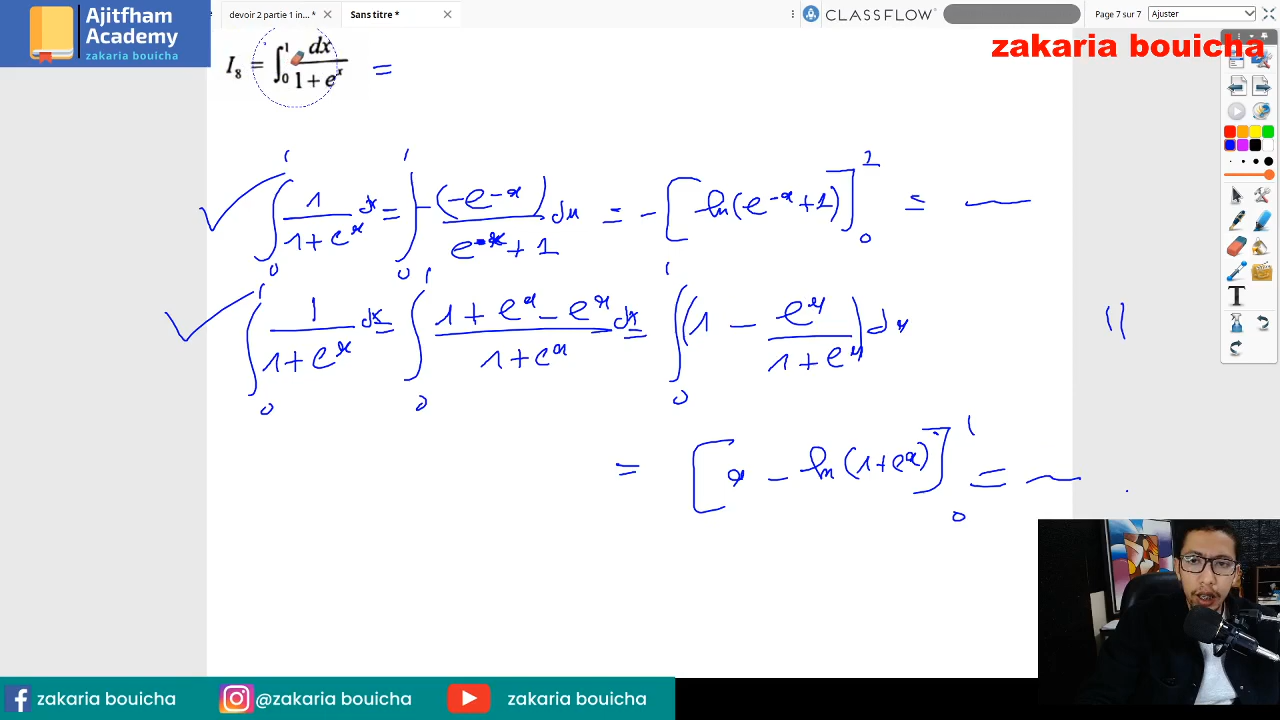 devoir 2 partie 1 in... *
Sans titre *
CLASSFLOW
Page 7 sur 7
Ajuster
Ajitfham
Academy
zakaria bouicha
zakaria bouicha
I₈ = ∫₀¹ dx/(1+eˣ) =
∫₀¹ 1/(1+eˣ) dx = ∫₀¹ -(-e^-x)/(e^-x+1) dx = -[ln(e^-x+1)]₀¹ =
∫₀¹ 1/(1+eˣ) dx = ∫₀¹ (1+eˣ-eˣ)/(1+eˣ) dx = ∫₀¹ (1 - eˣ/(1+eˣ)) dx
= [x - ln(1+eˣ)]₀¹ =
T
zakaria bouicha
@zakaria bouicha
zakaria bouicha